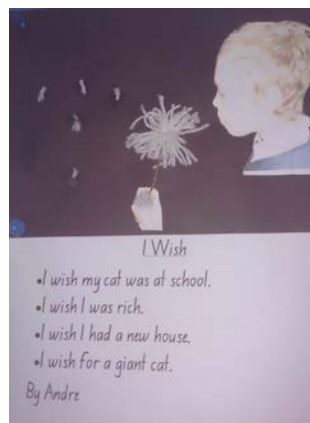 I Wish
•I wish my cat was at school.
•I wish I was rich.
•I wish I had a new house.
•I wish for a giant cat.
By Andre